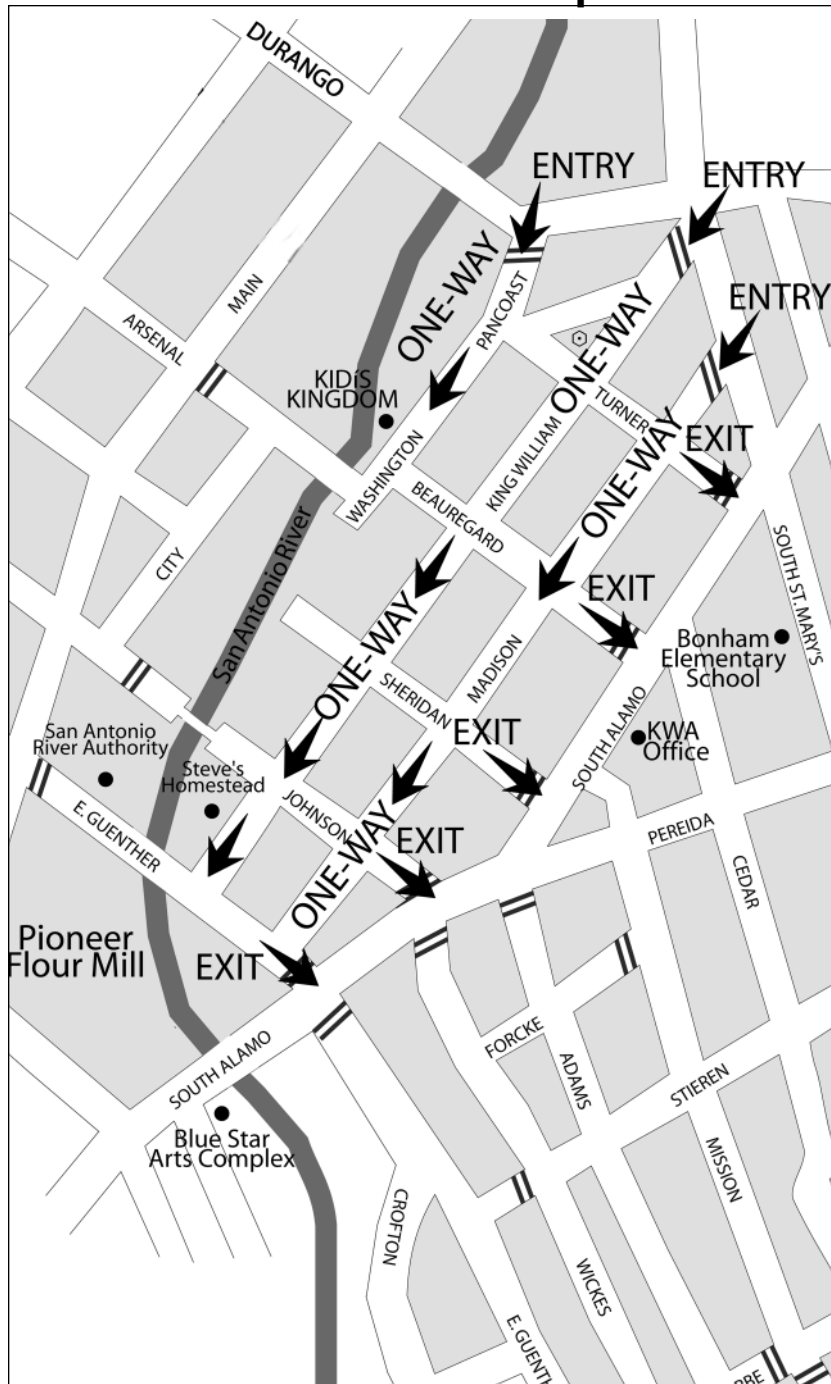 DURANGO
ENTRY
ENTRY
ONE-WAY
PANCOAST
MAIN
ENTRY
ONE-WAY
ARSENAL
KIDíS
KINGDOM
TURNER
KING WILLIAM
ONE-WAY
EXIT
WASHINGTON
BEAUREGARD
San Antonio River
CITY
SOUTH ST. MARY'S
EXIT
Bonham
Elementary
School
ONE-WAY
MADISON
SHERIDAN
SOUTH ALAMO
San Antonio
River Authority
EXIT
KWA
Office
Steve's
Homestead
E. GUENTHER
JOHNSON
ONE-WAY
EXIT
PEREIDA
CEDAR
Pioneer
Flour Mill
EXIT
SOUTH ALAMO
FORCKE
ADAMS
STIEREN
Blue Star
Arts Complex
MISSION
CROFTON
WICKES
E. GUENTH